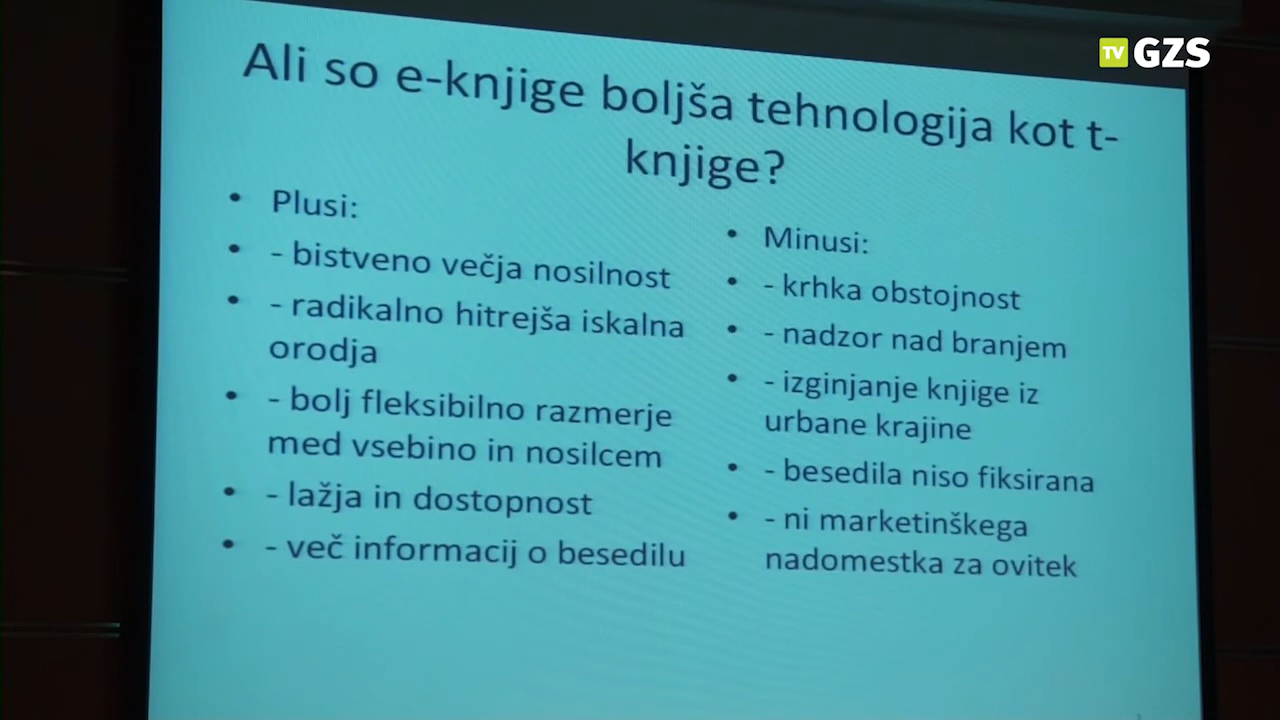 TV GZS
Ali so e-knjige boljša tehnologija kot t-
knjige?
• Plusi:
• - bistveno večja nosilnost
• - radikalno hitrejša iskalna
orodja
• - bolj fleksibilno razmerje
med vsebino in nosilcem
• - lažja in dostopnost
• - več informacij o besedilu
• Minusi:
• - krhka obstojnost
• - nadzor nad branjem
• - izginjanje knjige iz
urbane krajine
• - besedila niso fiksirana
• - ni marketinškega
nadomestka za ovitek